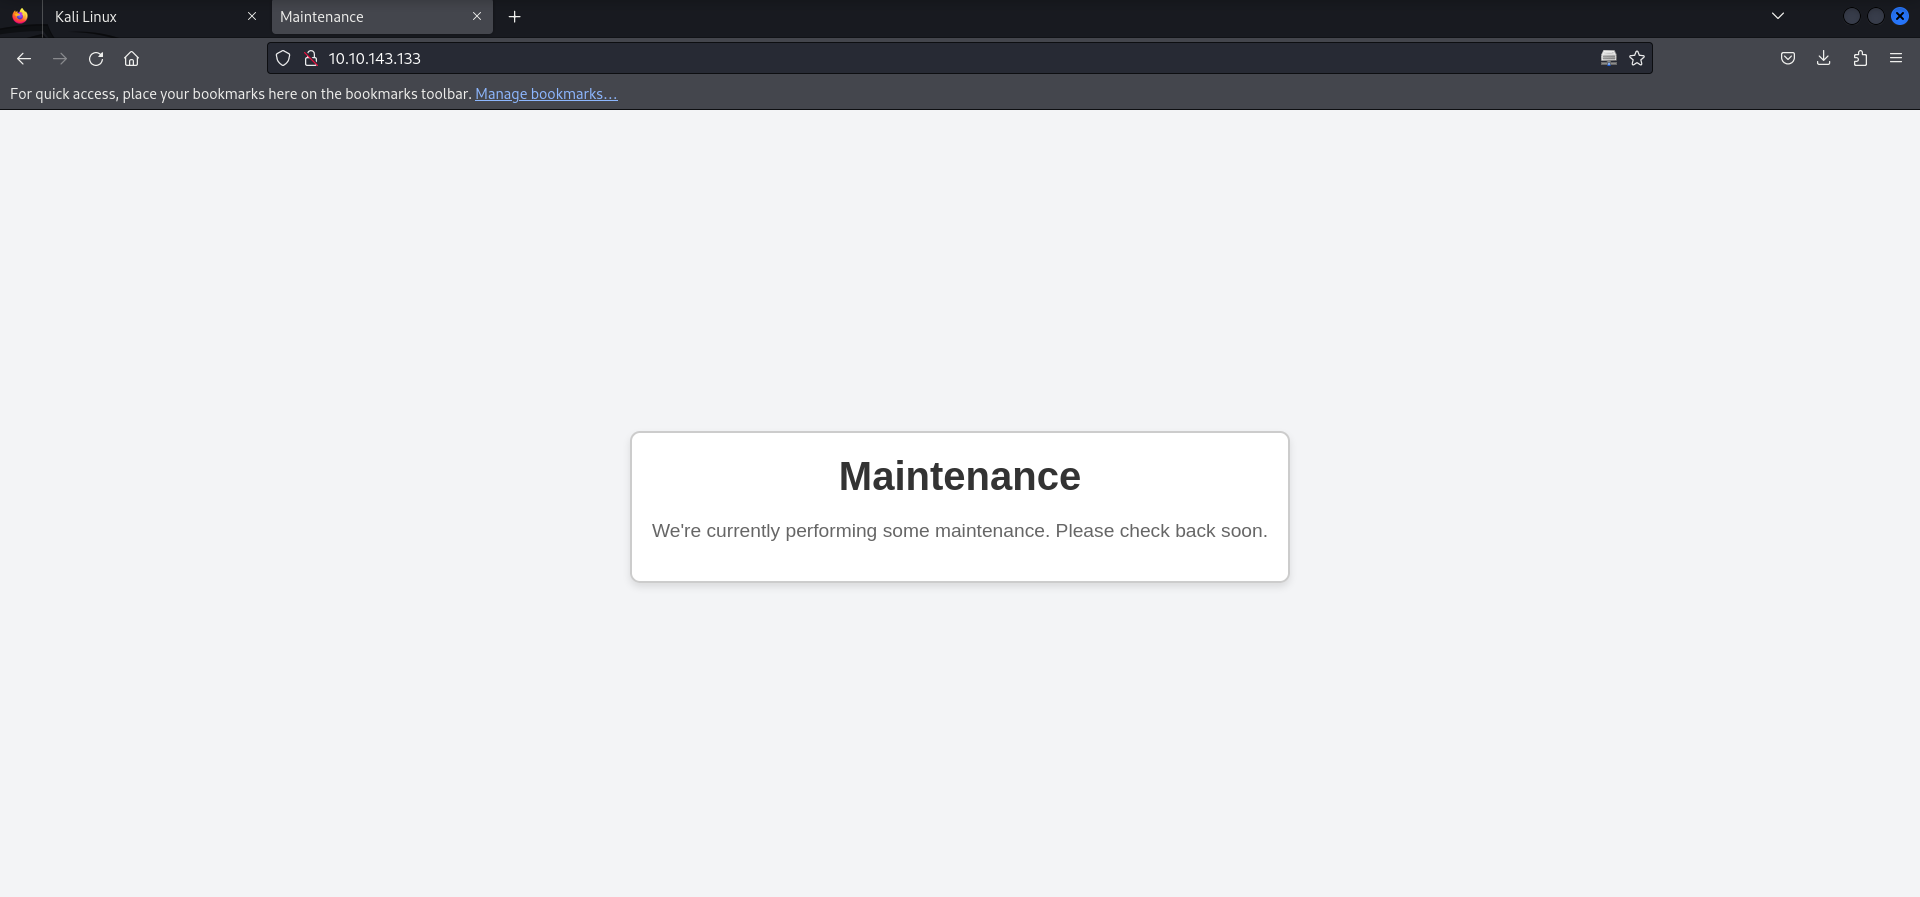 Kali Linux
Maintenance
10.10.143.133
For quick access, place your bookmarks here on the bookmarks toolbar. Manage bookmarks…
Maintenance
We're currently performing some maintenance. Please check back soon.